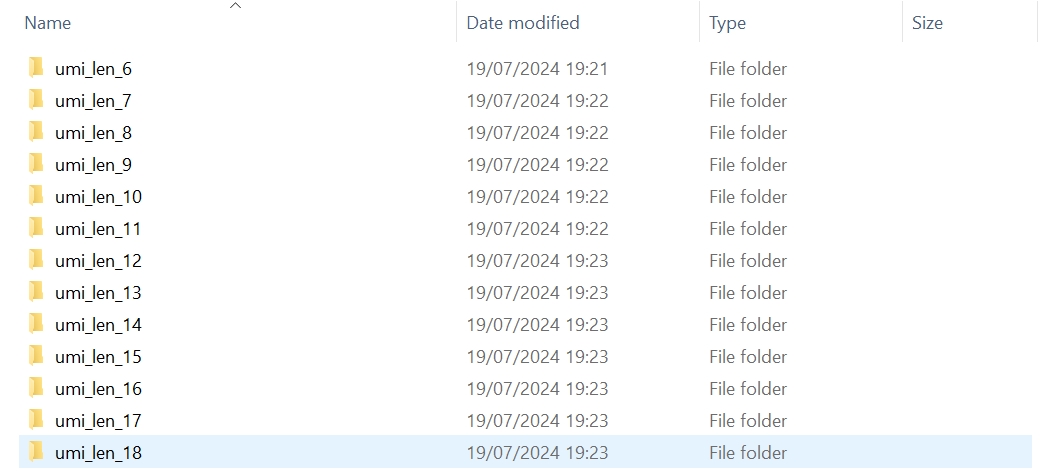 Name Date modified Type Size
umi_len_6 19/07/2024 19:21 File folder
umi_len_7 19/07/2024 19:22 File folder
umi_len_8 19/07/2024 19:22 File folder
umi_len_9 19/07/2024 19:22 File folder
umi_len_10 19/07/2024 19:22 File folder
umi_len_11 19/07/2024 19:22 File folder
umi_len_12 19/07/2024 19:23 File folder
umi_len_13 19/07/2024 19:23 File folder
umi_len_14 19/07/2024 19:23 File folder
umi_len_15 19/07/2024 19:23 File folder
umi_len_16 19/07/2024 19:23 File folder
umi_len_17 19/07/2024 19:23 File folder
umi_len_18 19/07/2024 19:23 File folder